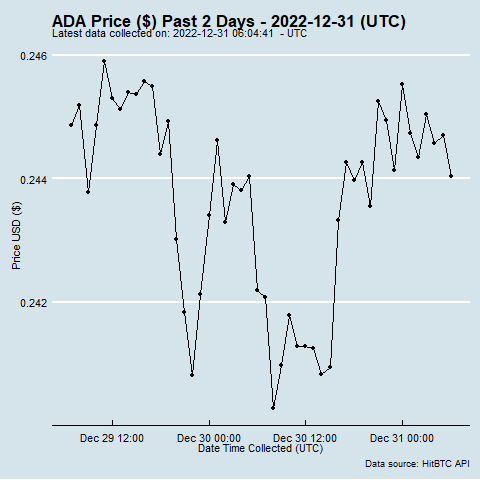 ADA Price ($) Past 2 Days - 2022-12-31 (UTC)
Latest data collected on: 2022-12-31 06:04:41  - UTC
0.246
0.244
0.242
Price USD ($)
Dec 29 12:00
Dec 30 00:00
Dec 30 12:00
Dec 31 00:00
Date Time Collected (UTC)
Data source: HitBTC API